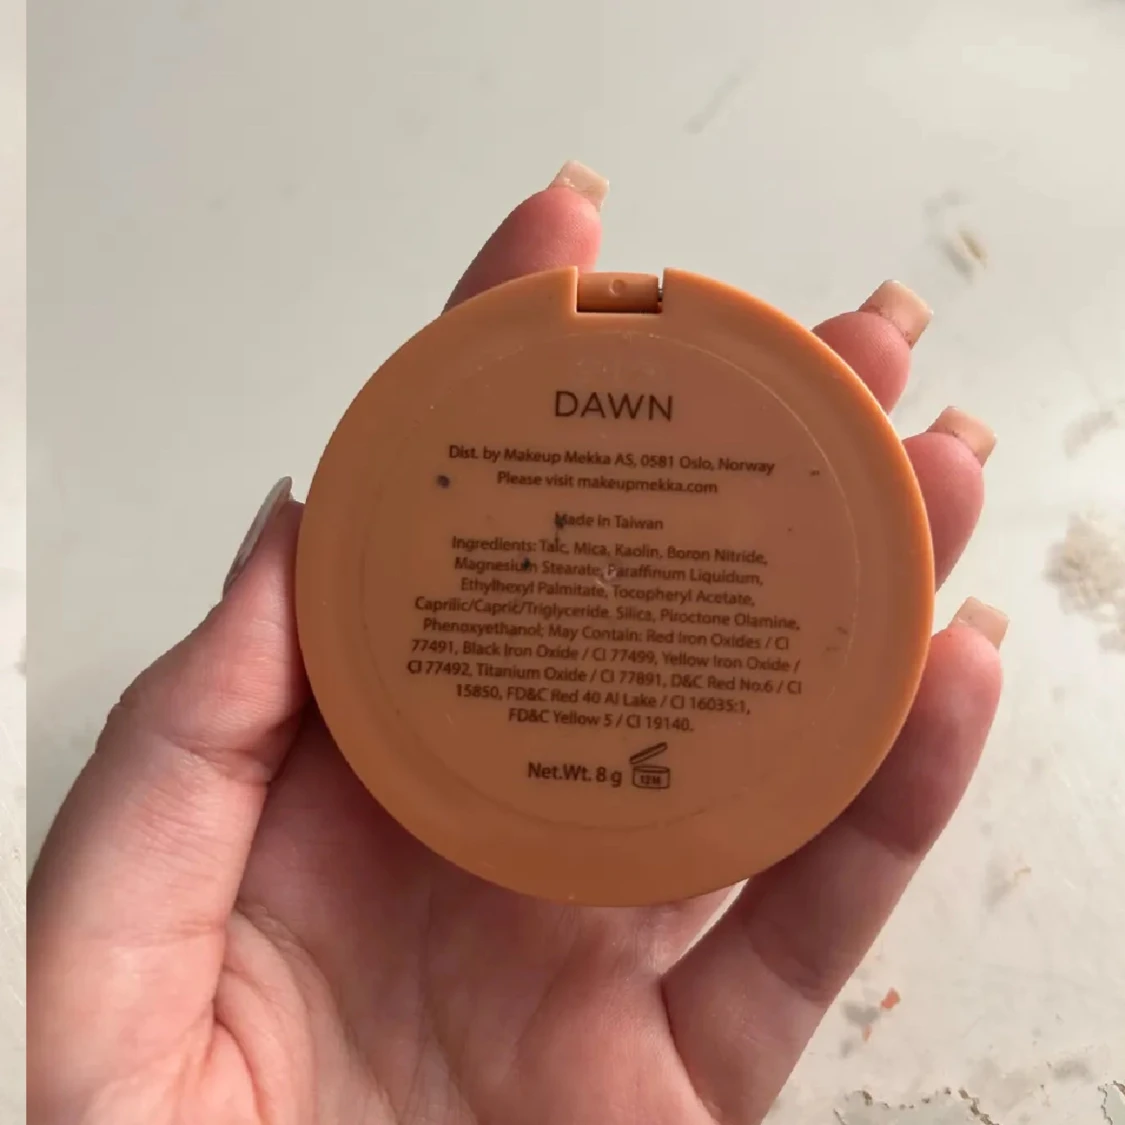 DAWN
Dist. by Makeup Mekka AS, 0581 Oslo, Norway
Please visit makeupmekka.com
Made in Taiwan
Ingredients: Talc, Mica, Kaolin, Boron Nitride,
Magnesium Stearate, Paraffinum Liquidum,
Ethylhexyl Palmitate, Tocopheryl Acetate,
Caprilic/Capric/Triglyceride, Silica, Piroctone Olamine,
Phenoxyethanol; May Contain: Red Iron Oxides / CI
77491, Black Iron Oxide / CI 77499, Yellow Iron Oxide /
CI 77492, Titanium Oxide / CI 77891, D&C Red No.6 / CI
15850, FD&C Red 40 Al Lake / CI 16035:1,
FD&C Yellow 5 / CI 19140.
Net.Wt. 8 g 12M